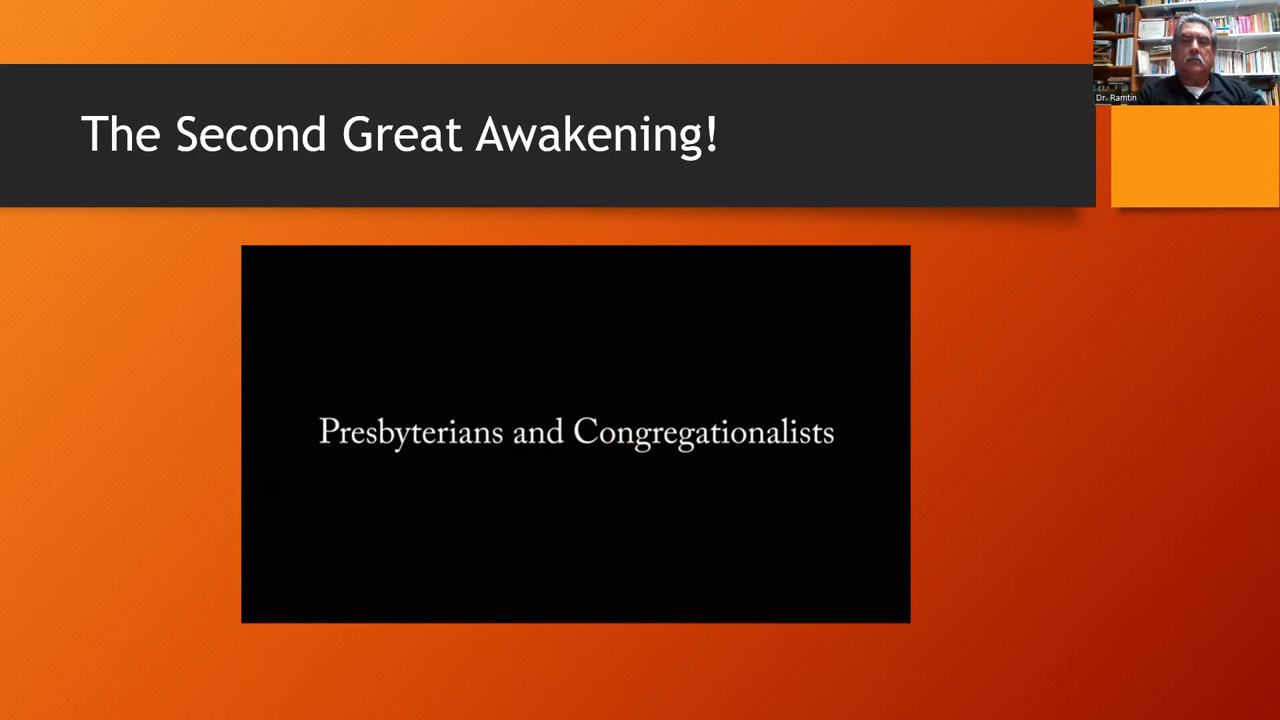 The Second Great Awakening!
Dr. Ramtin
Presbyterians and Congregationalists